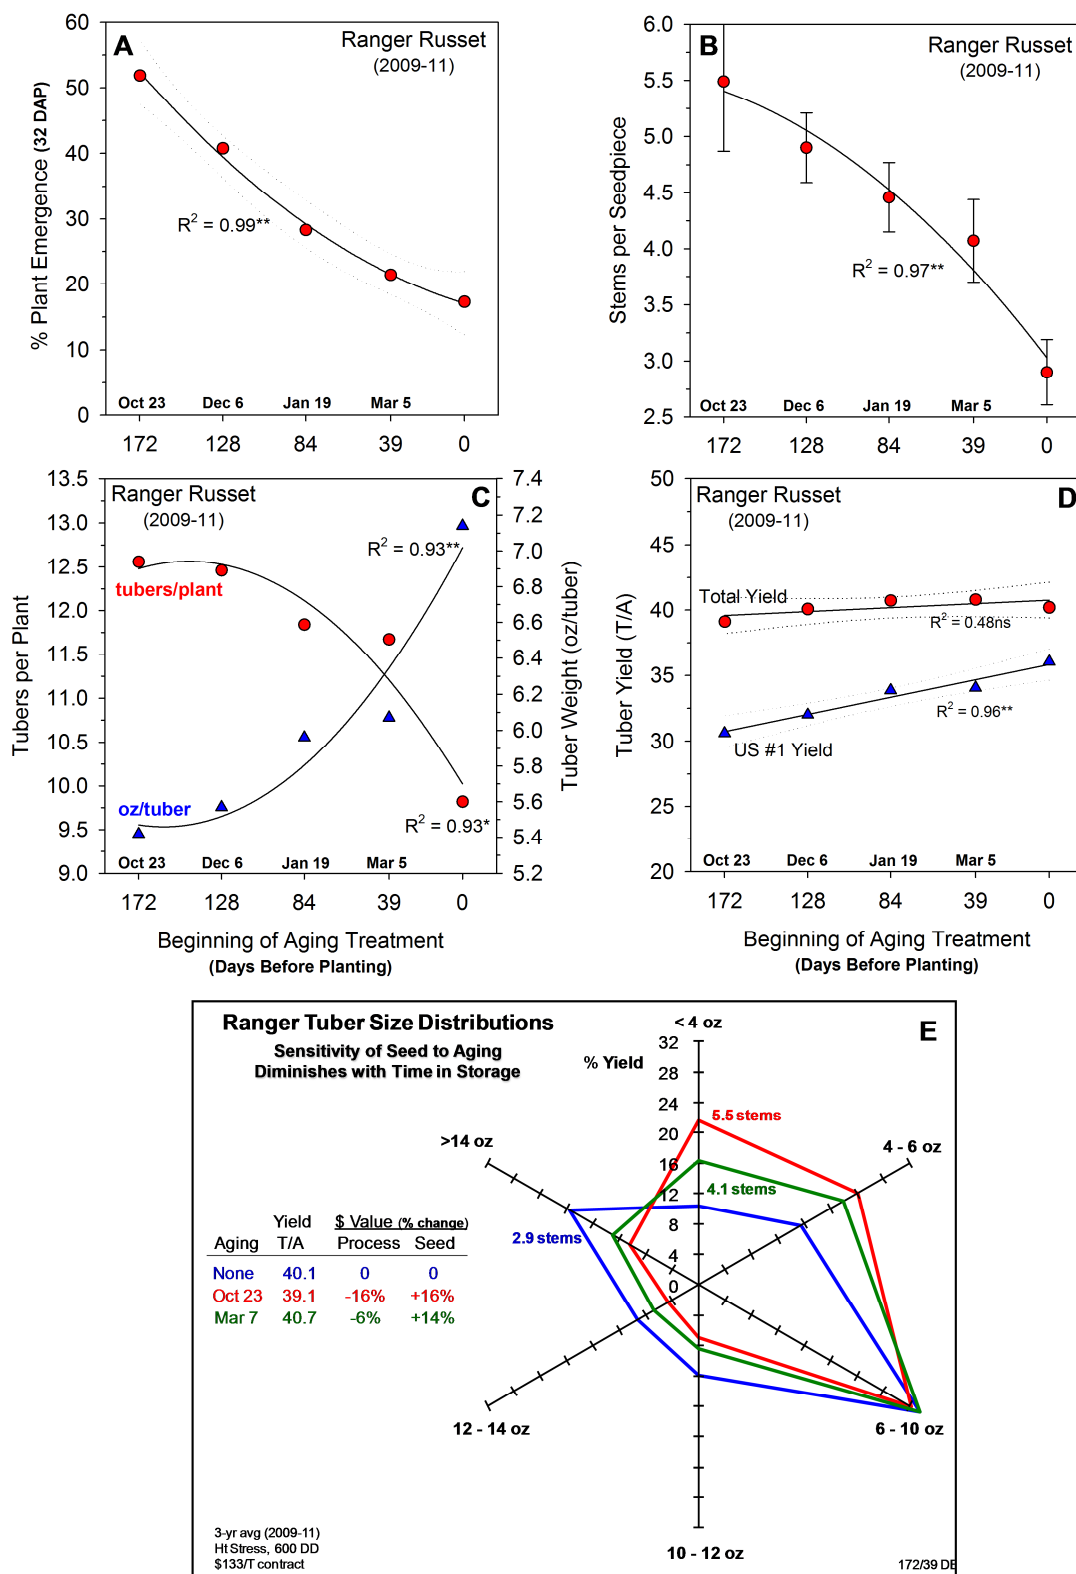 A
Ranger Russet
(2009-11)
% Plant Emergence (32 DAP)
60
50
40
30
20
10
0
R² = 0.99**
Oct 23 Dec 6 Jan 19 Mar 5
172 128 84 39 0
B
Ranger Russet
(2009-11)
Stems per Seedpiece
6.0
5.5
5.0
4.5
4.0
3.5
3.0
2.5
R² = 0.97**
Oct 23 Dec 6 Jan 19 Mar 5
172 128 84 39 0
Ranger Russet
(2009-11)
C
Tubers per Plant
13.5
13.0
12.5
12.0
11.5
11.0
10.5
10.0
9.5
9.0
Tuber Weight (oz/tuber)
7.4
7.2
7.0
6.8
6.6
6.4
6.2
6.0
5.8
5.6
5.4
5.2
R² = 0.93**
tubers/plant
oz/tuber
R² = 0.93*
Oct 23 Dec 6 Jan 19 Mar 5
172 128 84 39 0
Beginning of Aging Treatment
(Days Before Planting)
Ranger Russet
(2009-11)
D
Tuber Yield (T/A)
50
45
40
35
30
25
20
Total Yield
R² = 0.48ns
R² = 0.96**
US #1 Yield
Oct 23 Dec 6 Jan 19 Mar 5
172 128 84 39 0
Beginning of Aging Treatment
(Days Before Planting)
Ranger Tuber Size Distributions
Sensitivity of Seed to Aging
Diminishes with Time in Storage
E
< 4 oz
% Yield
32
28
24
20
16
12
8
4
0
5.5 stems
4.1 stems
2.9 stems
>14 oz
4 - 6 oz
12 - 14 oz
6 - 10 oz
10 - 12 oz
Yield $ Value (% change)
Aging T/A Process Seed
None 40.1 0 0
Oct 23 39.1 -16% +16%
Mar 7 40.7 -6% +14%
3-yr avg (2009-11)
Ht Stress, 600 DD
$133/T contract
172/39 DB